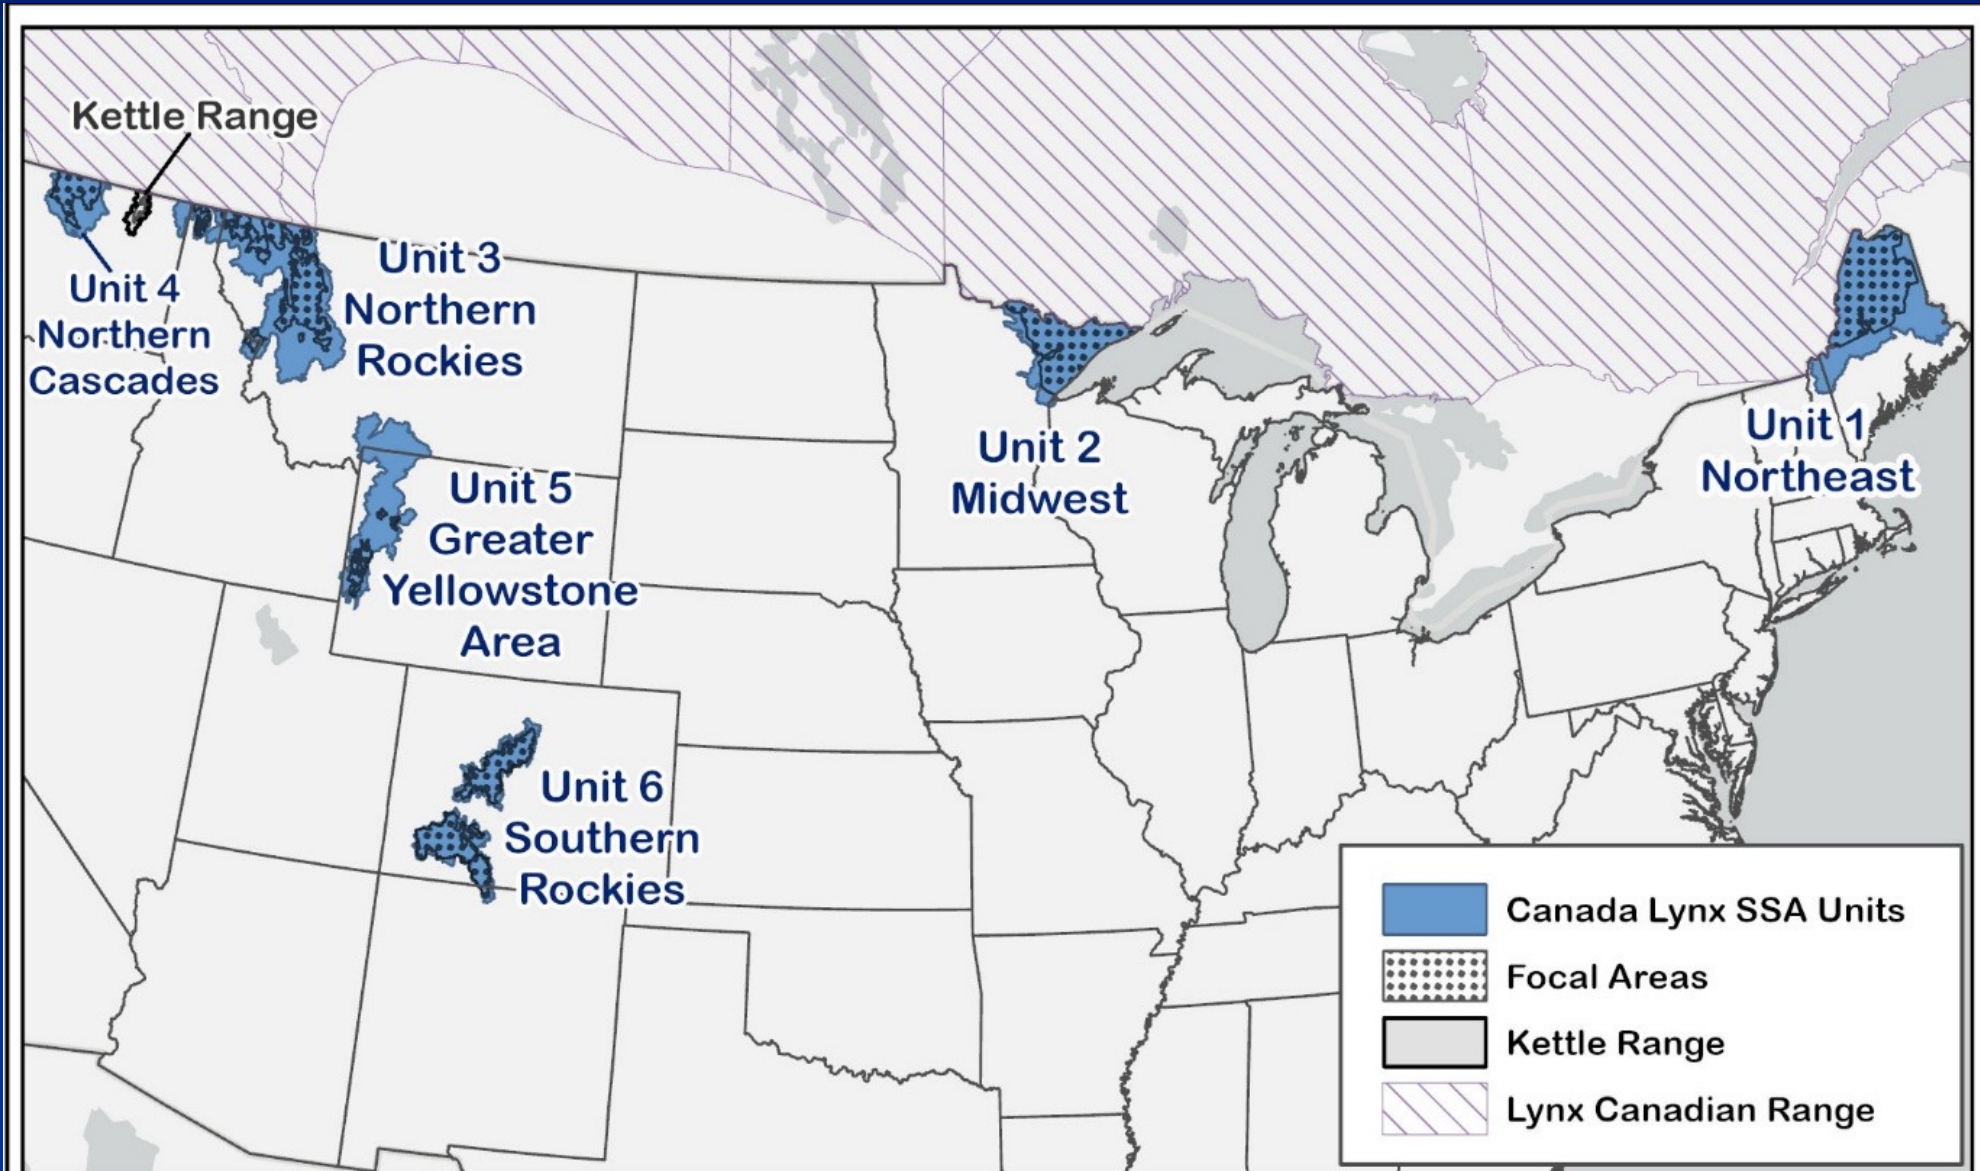 Kettle Range
Unit 4
Northern
Cascades
Unit 3
Northern
Rockies
Unit 5
Greater
Yellowstone
Area
Unit 6
Southern
Rockies
Unit 2
Midwest
Unit 1
Northeast
Canada Lynx SSA Units
Focal Areas
Kettle Range
Lynx Canadian Range